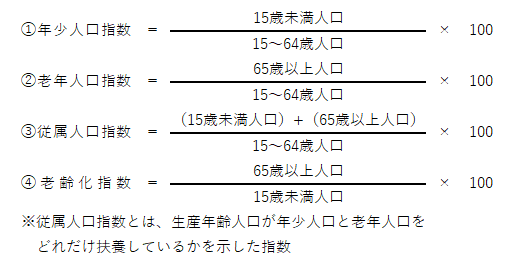 ①年少人口指数 = 15歳未満人口 / 15～64歳人口 × 100
②老年人口指数 = 65歳以上人口 / 15～64歳人口 × 100
③従属人口指数 = （15歳未満人口）+（65歳以上人口） / 15～64歳人口 × 100
④老齢化指数 = 65歳以上人口 / 15歳未満人口 × 100
※従属人口指数とは、生産年齢人口が年少人口と老年人口を
どれだけ扶養しているかを示した指数